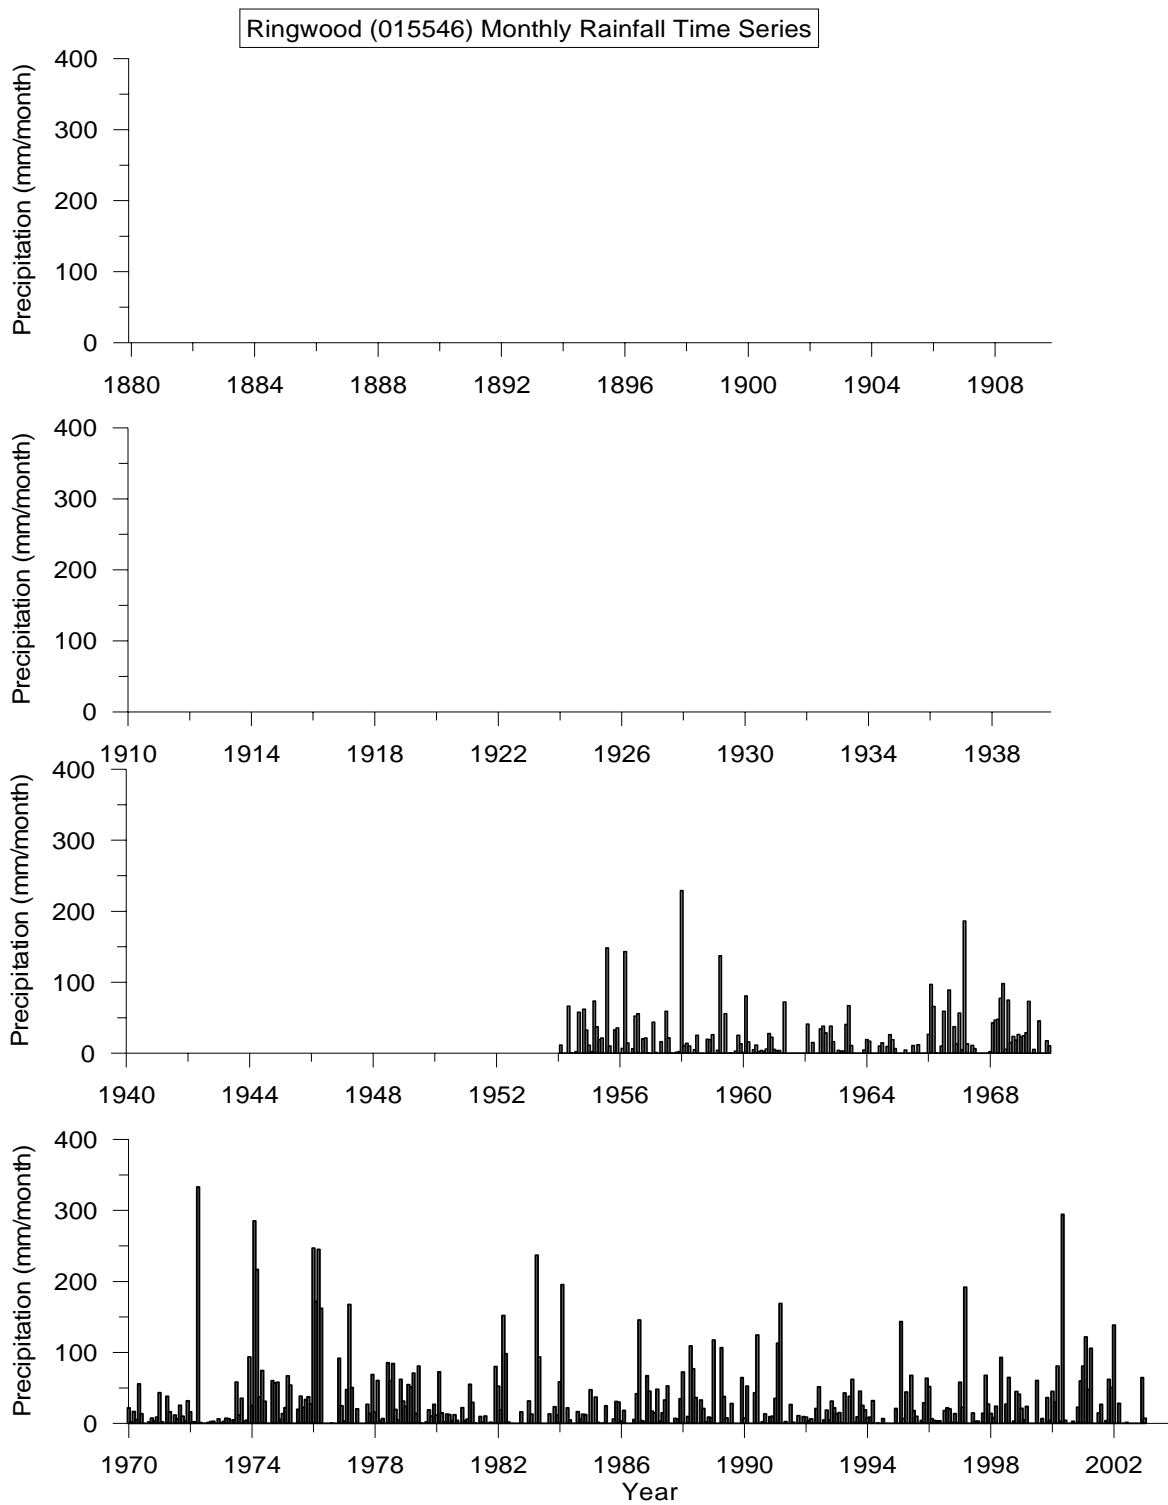 Ringwood (015546) Monthly Rainfall Time Series
Precipitation (mm/month)
400
300
200
100
0
1880 1884 1888 1892 1896 1900 1904 1908
Precipitation (mm/month)
400
300
200
100
0
1910 1914 1918 1922 1926 1930 1934 1938
Precipitation (mm/month)
400
300
200
100
0
1940 1944 1948 1952 1956 1960 1964 1968
Precipitation (mm/month)
400
300
200
100
0
1970 1974 1978 1982 1986 1990 1994 1998 2002
Year